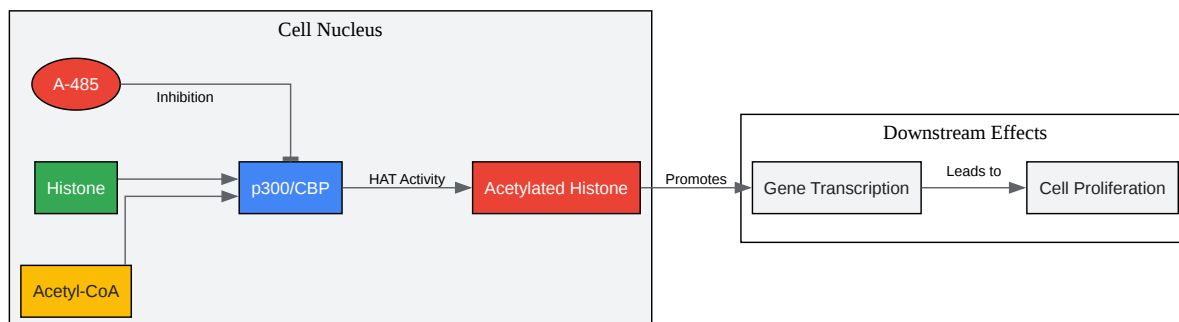 Cell Nucleus
A-485
Inhibition
Downstream Effects
Histone
p300/CBP
HAT Activity
Acetylated Histone
Promotes
Gene Transcription
Leads to
Cell Proliferation
Acetyl-CoA